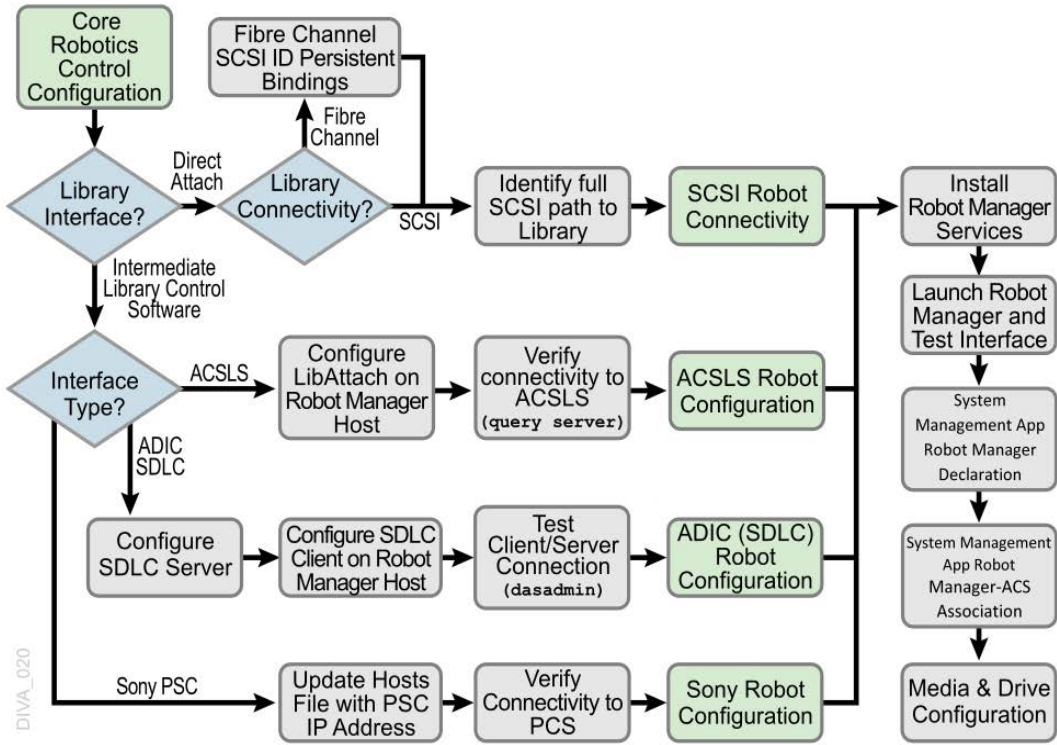 Core
Robotics
Control
Configuration
Fibre Channel
SCSI ID Persistent
Bindings
Fibre
Channel
Direct
Attach
Library
Interface?
Library
Connectivity?
SCSI
Identify full
SCSI path to
Library
SCSI Robot
Connectivity
Install
Robot Manager
Services
Intermediate
Library Control
Software
Launch Robot
Manager and
Test Interface
Interface
Type?
ACSLS
Configure
LibAttach on
Robot Manager
Host
Verify
connectivity to
ACSLS
(query server)
ACSLS Robot
Configuration
System
Management App
Robot Manager
Declaration
ADIC
SDLC
Configure
SDLC Server
Configure SDLC
Client on Robot
Manager Host
Test
Client/Server
Connection
(dasadmin)
ADIC (SDLC)
Robot
Configuration
System Management
App Robot
Manager-ACS
Association
Sony PSC
Update Hosts
File with PSC
IP Address
Verify
Connectivity to
PCS
Sony Robot
Configuration
Media & Drive
Configuration
DIVA_020